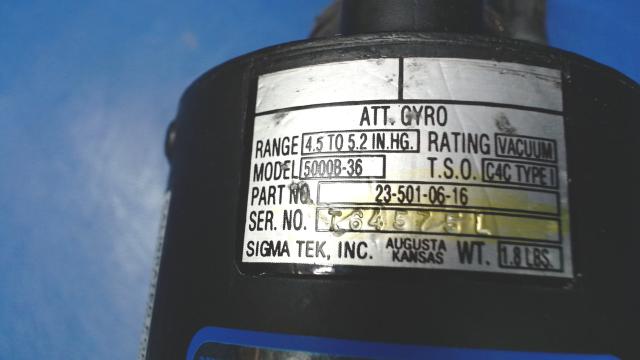 ATT. GYRO
RANGE 4.5 TO 5.2 IN.HG. RATING VACUUM
MODEL 5000B-36 T.S.O. C4C TYPE I
PART NO. 23-501-06-16
SER. NO. T64575L
SIGMA TEK, INC. AUGUSTA KANSAS WT. 1.8 LBS.